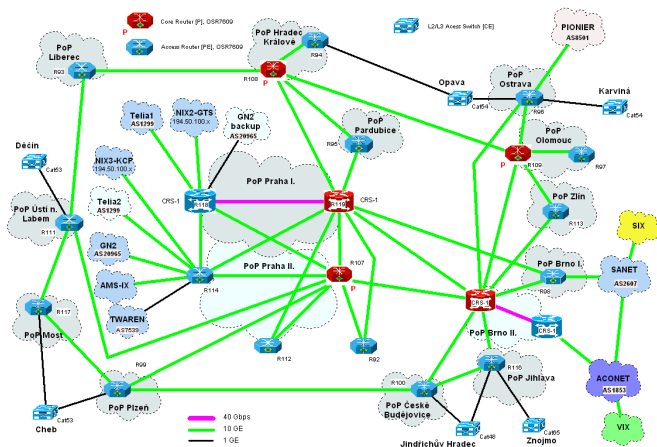 Core Router [P], OSR7609
P
Access Router [PE], OSR7609
L2/L3 Acess Switch [CE]
PIONIER
AS8501
PoP Hradec
Králové
R94
PoP
Liberec
R93
R108
P
Opava
Cat54
PoP
Ostrava
R96
Karviná
Cat54
Telia1
AS1299
NIX2-GTS
194.50.100.x
GN2
backup
AS20965
PoP
Pardubice
R95
PoP
Olomouc
R109
P
R97
Děčín
Cat63
NIX3-KCP
194.50.100.x
PoP Praha I.
CRS-1
R118
R119
CRS-1
PoP Zlín
R113
Telia2
AS1299
PoP Ústí n.
Labem
R111
SIX
GN2
AS20965
PoP Praha II.
R107
P
PoP Brno I.
R98
SANET
AS2607
AMS-IX
R114
CRS-1
R117
PoP Most
TWAREN
AS7539
PoP Brno II.
CRS-1
R112
R92
R99
PoP Plzeň
R100
PoP České
Budějovice
R116
PoP Jihlava
ACONET
AS1853
Cheb
Cat53
40 Gbps
10 GE
1 GE
Jindřichův Hradec
Cat48
Znojmo
Cat65
VIX